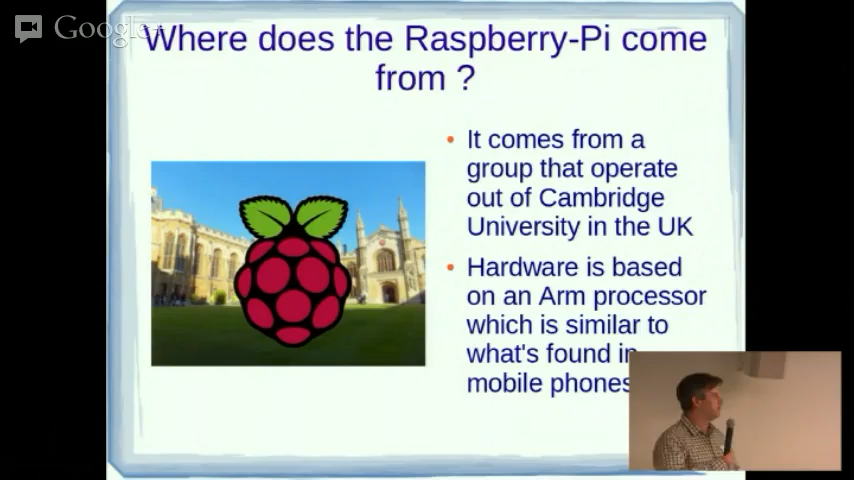 Google+
Where does the Raspberry-Pi come
from ?
• It comes from a
group that operate
out of Cambridge
University in the UK
• Hardware is based
on an Arm processor
which is similar to
what's found in
mobile phones